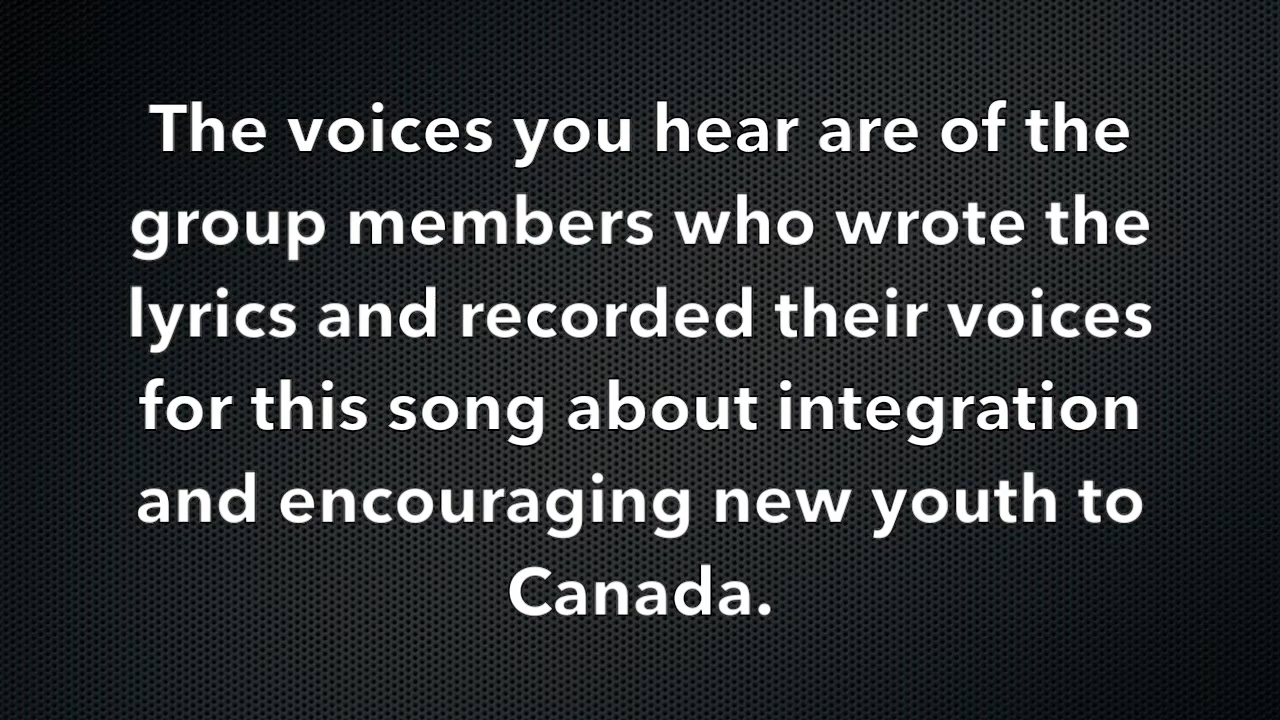 The voices you hear are of the
group members who wrote the
lyrics and recorded their voices
for this song about integration
and encouraging new youth to
Canada.